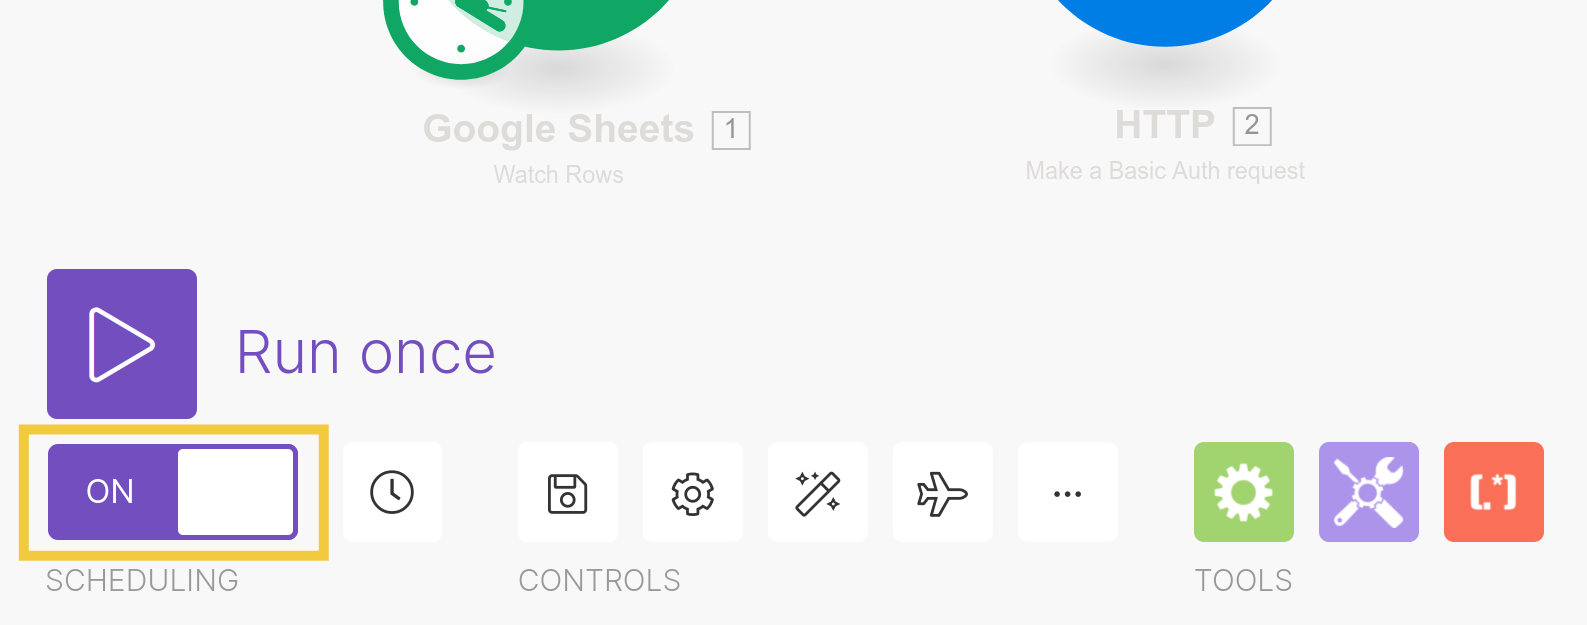 Google Sheets 1
Watch Rows
HTTP 2
Make a Basic Auth request
Run once
ON
SCHEDULING
CONTROLS
[.*]
TOOLS